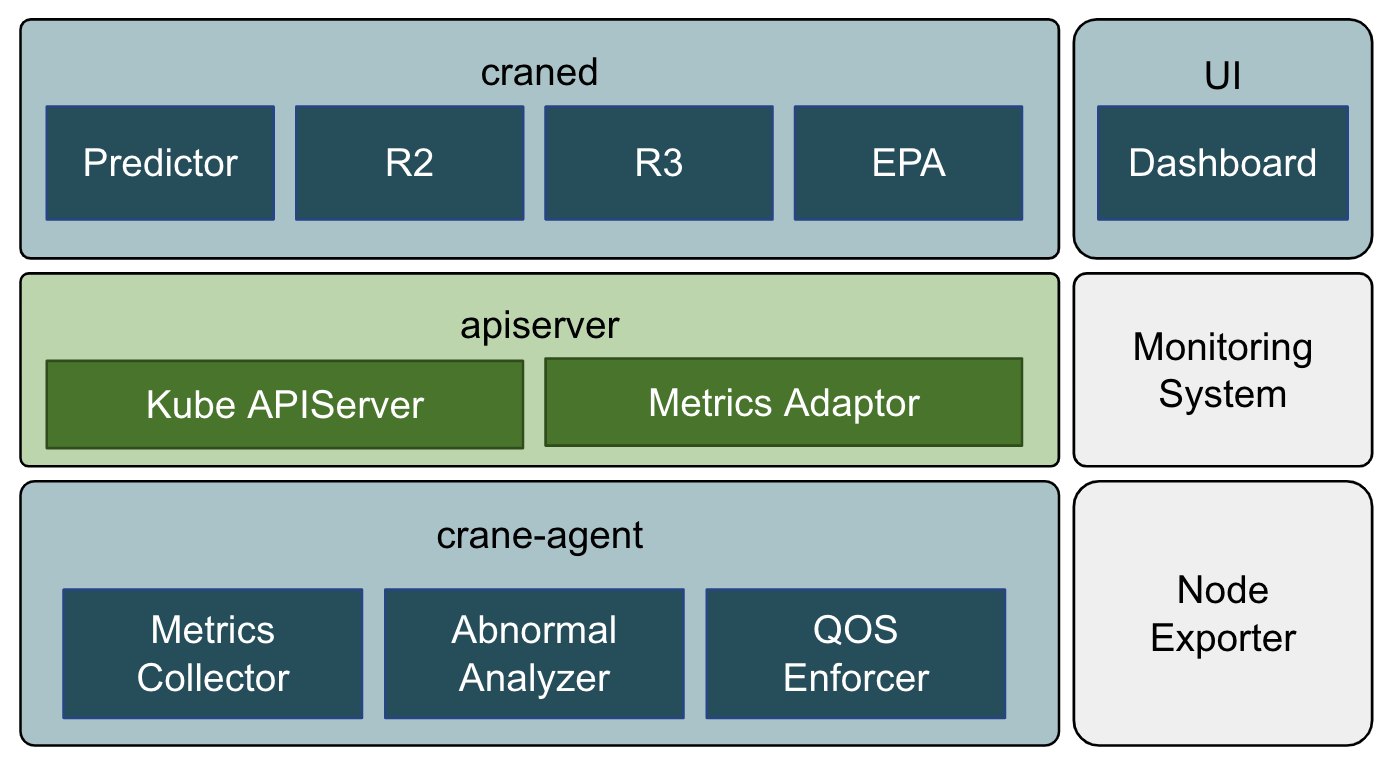 craned
Predictor
R2
R3
EPA
UI
Dashboard
apiserver
Kube APIServer
Metrics Adaptor
Monitoring
System
crane-agent
Metrics
Collector
Abnormal
Analyzer
QOS
Enforcer
Node
Exporter